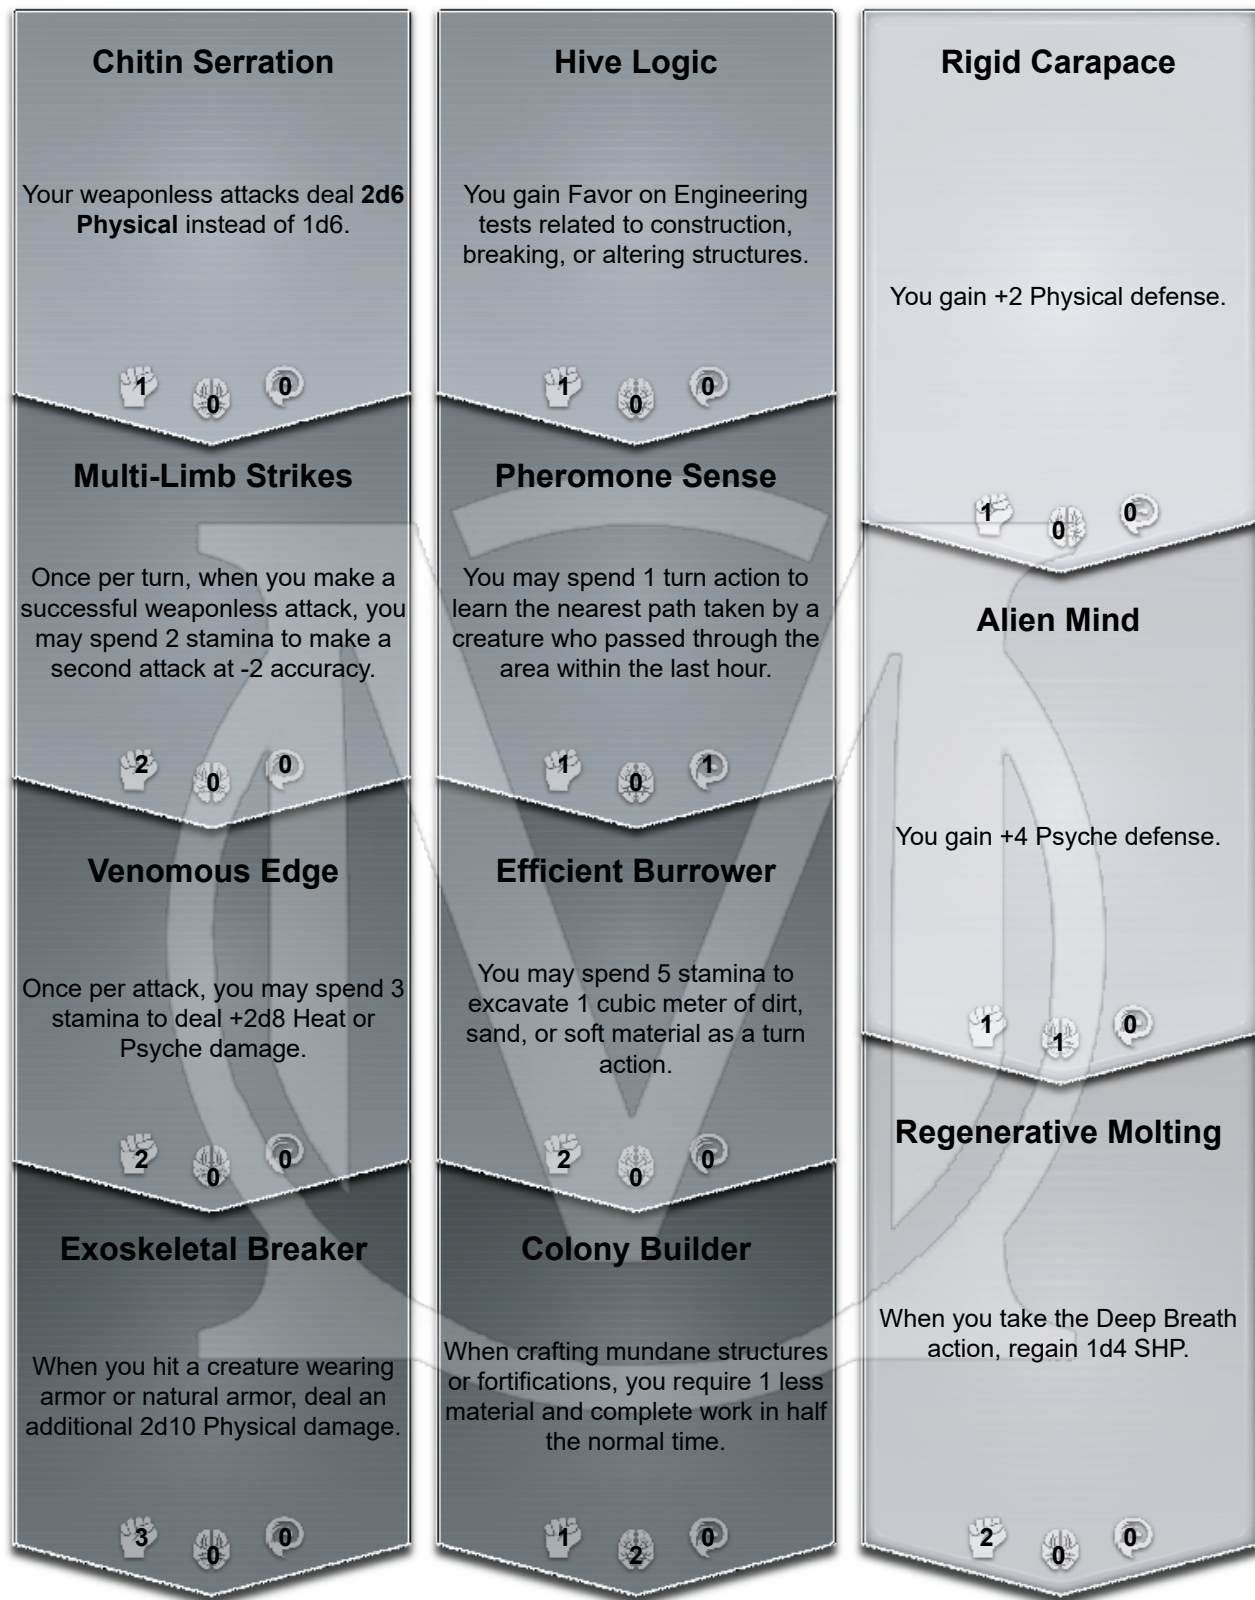 Chitin Serration
Your weaponless attacks deal 2d6
Physical instead of 1d6.
1
0
0
Multi-Limb Strikes
Once per turn, when you make a
successful weaponless attack, you
may spend 2 stamina to make a
second attack at -2 accuracy.
2
0
0
Venomous Edge
Once per attack, you may spend 3
stamina to deal +2d8 Heat or
Psyche damage.
2
0
0
Exoskeletal Breaker
When you hit a creature wearing
armor or natural armor, deal an
additional 2d10 Physical damage.
3
0
0
Hive Logic
You gain Favor on Engineering
tests related to construction,
breaking, or altering structures.
1
0
0
Pheromone Sense
You may spend 1 turn action to
learn the nearest path taken by a
creature who passed through the
area within the last hour.
1
0
1
Efficient Burrower
You may spend 5 stamina to
excavate 1 cubic meter of dirt,
sand, or soft material as a turn
action.
2
0
0
Colony Builder
When crafting mundane structures
or fortifications, you require 1 less
material and complete work in half
the normal time.
1
2
0
Rigid Carapace
You gain +2 Physical defense.
1
0
0
Alien Mind
You gain +4 Psyche defense.
1
1
0
Regenerative Molting
When you take the Deep Breath
action, regain 1d4 SHP.
2
0
0